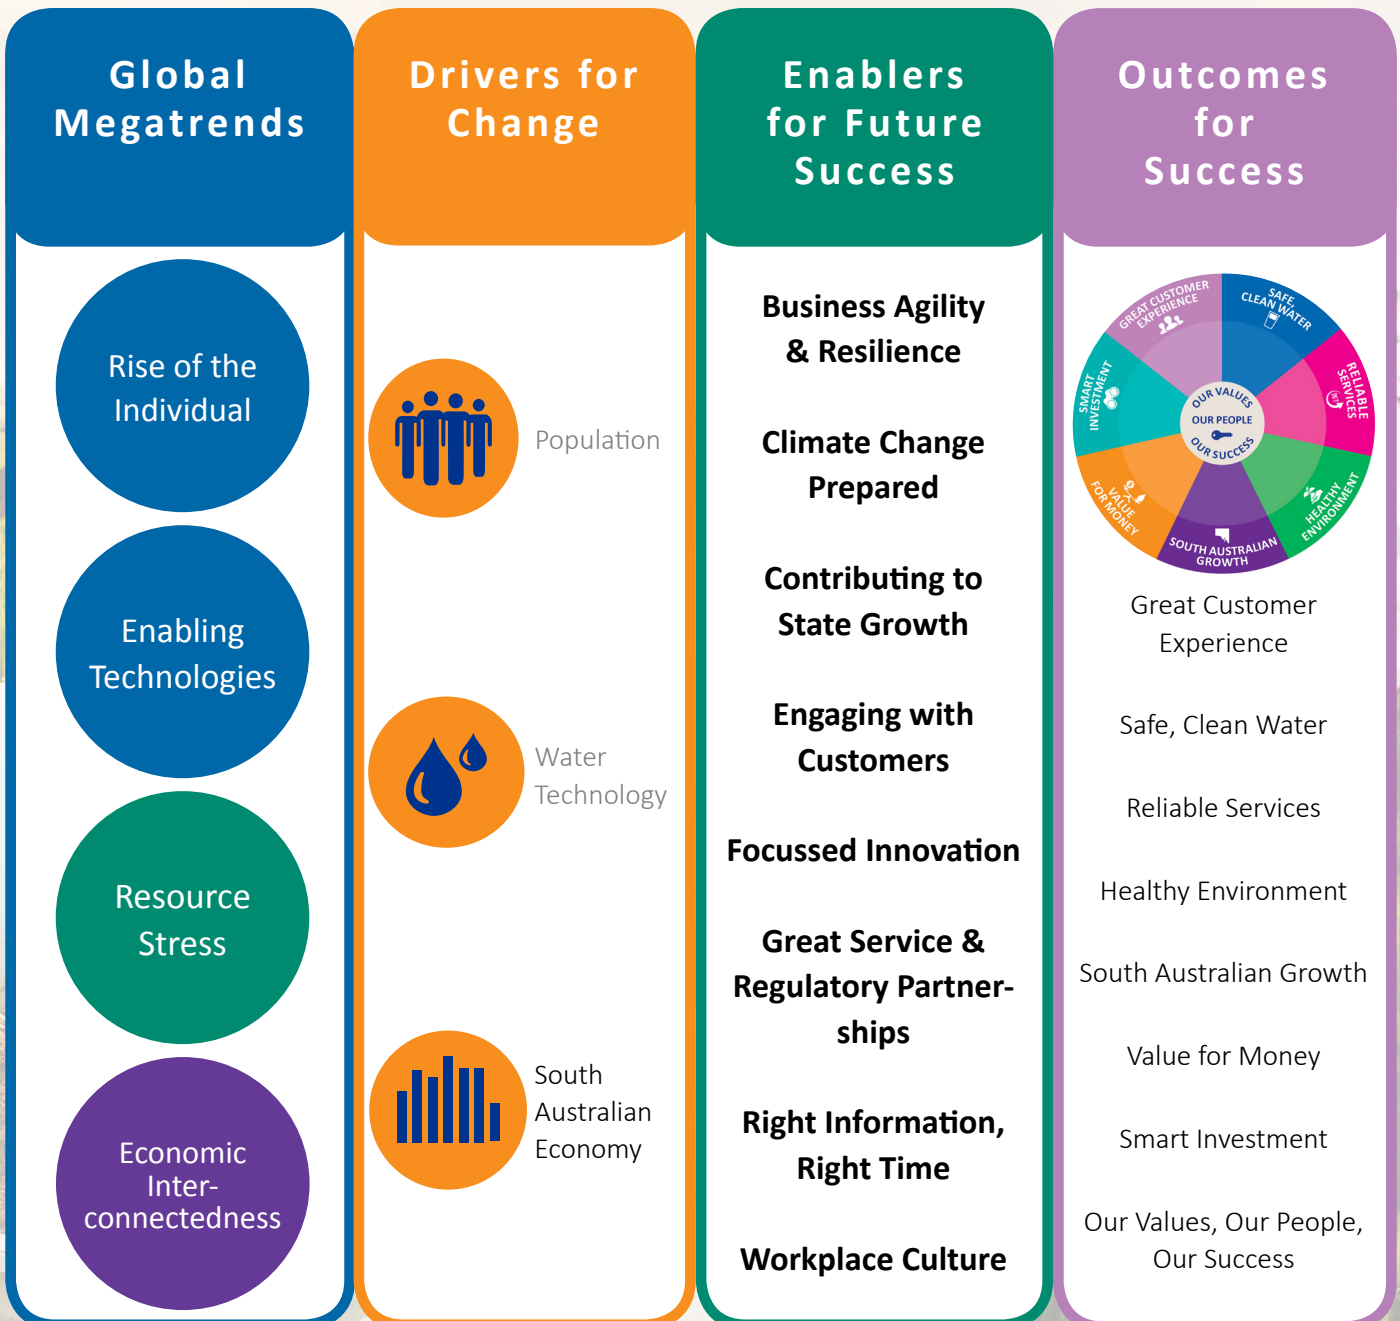 Global
Megatrends
Rise of the
Individual
Enabling
Technologies
Resource
Stress
Economic
Inter-
connectedness
Drivers for
Change
Population
Water
Technology
South
Australian
Economy
Enablers
for Future
Success
Business Agility
& Resilience
Climate Change
Prepared
Contributing to
State Growth
Engaging with
Customers
Focussed Innovation
Great Service &
Regulatory Partner-
ships
Right Information,
Right Time
Workplace Culture
Outcomes
for
Success
GREAT CUSTOMER
EXPERIENCE
SAFE,
CLEAN WATER
RELIABLE
SERVICES
HEALTHY
ENVIRONMENT
SOUTH AUSTRALIAN
GROWTH
VALUE
FOR MONEY
SMART
INVESTMENT
OUR VALUES
OUR PEOPLE
OUR SUCCESS
Great Customer
Experience
Safe, Clean Water
Reliable Services
Healthy Environment
South Australian Growth
Value for Money
Smart Investment
Our Values, Our People,
Our Success